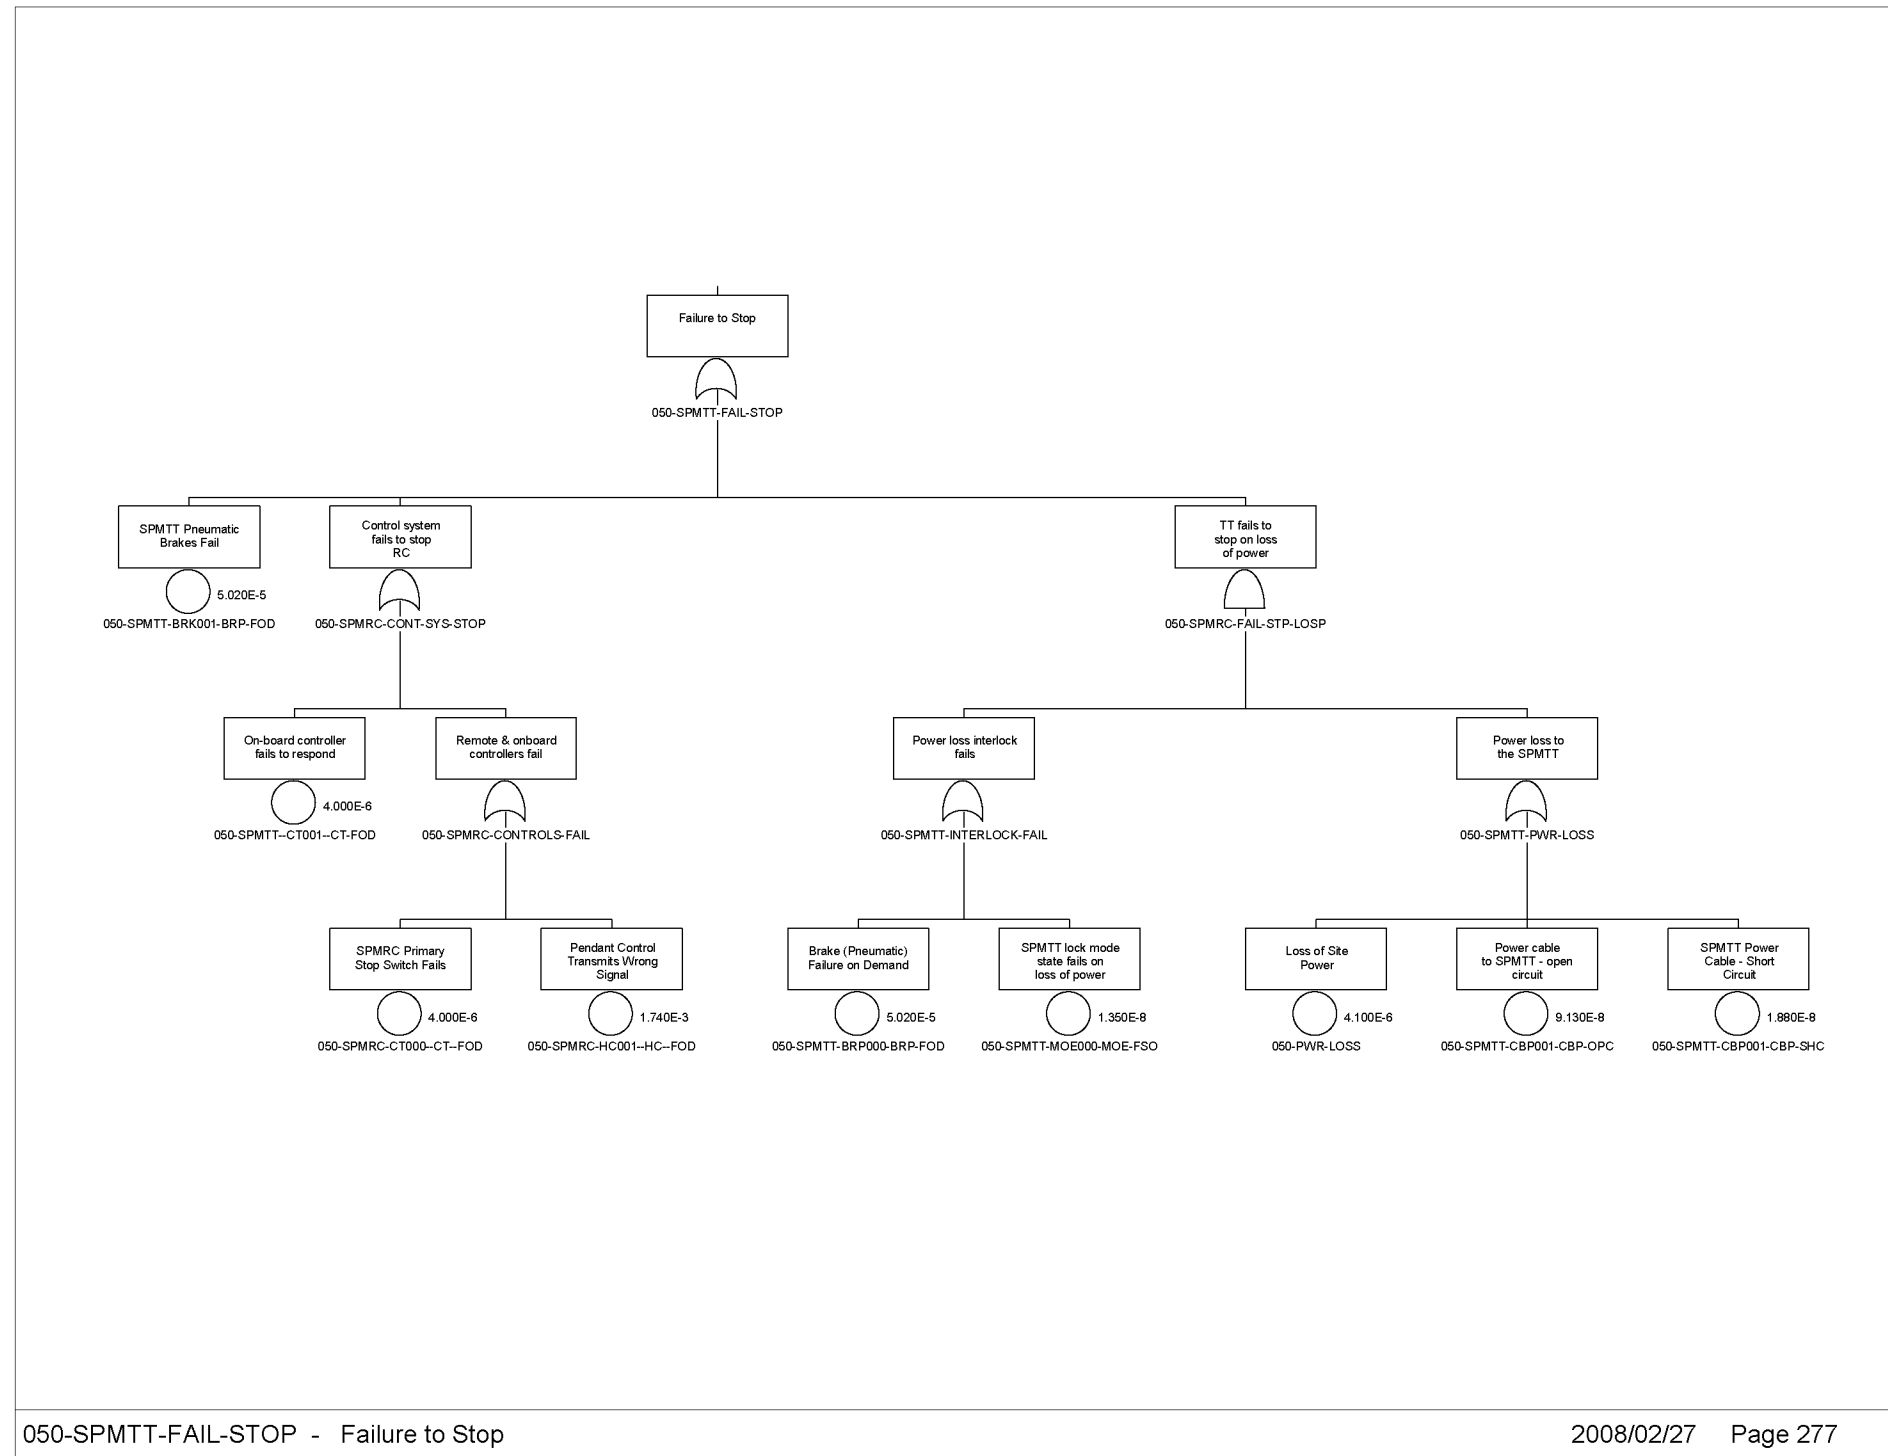 Failure to Stop
050-SPMTT-FAIL-STOP
SPMTT Pneumatic
Brakes Fail
5.020E-5
050-SPMTT-BRK001-BRP-FOD
Control system
fails to stop
RC
050-SPMRC-CONT-SYS-STOP
TT fails to
stop on loss
of power
050-SPMRC-FAIL-STP-LOSP
On-board controller
fails to respond
4.000E-6
050-SPMTT--CT001--CT-FOD
Remote & onboard
controllers fail
050-SPMRC-CONTROLS-FAIL
Power loss interlock
fails
050-SPMTT-INTERLOCK-FAIL
Power loss to
the SPMTT
050-SPMTT-PWR-LOSS
SPMRC Primary
Stop Switch Fails
4.000E-6
050-SPMRC-CT000--CT--FOD
Pendant Control
Transmits Wrong
Signal
1.740E-3
050-SPMRC-HC001--HC--FOD
Brake (Pneumatic)
Failure on Demand
5.020E-5
050-SPMTT-BRP000-BRP-FOD
SPMTT lock mode
state fails on
loss of power
1.350E-8
050-SPMTT-MOE000-MOE-FSO
Loss of Site
Power
4.100E-6
050-PWR-LOSS
Power cable
to SPMTT - open
circuit
9.130E-8
050-SPMTT-CBP001-CBP-OPC
SPMTT Power
Cable - Short
Circuit
1.880E-8
050-SPMTT-CBP001-CBP-SHC
050-SPMTT-FAIL-STOP - Failure to Stop
2008/02/27 Page 277